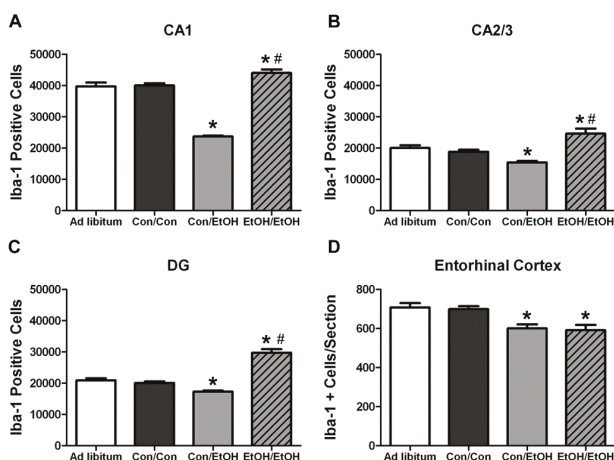 A
CA1
Iba-1 Positive Cells
50000
40000
30000
20000
10000
0
*
* #
Ad libitum Con/Con Con/EtOH EtOH/EtOH
B
CA2/3
Iba-1 Positive Cells
50000
40000
30000
20000
10000
0
*
* #
Ad libitum Con/Con Con/EtOH EtOH/EtOH
C
DG
Iba-1 Positive Cells
50000
40000
30000
20000
10000
0
*
* #
Ad libitum Con/Con Con/EtOH EtOH/EtOH
D
Entorhinal Cortex
Iba-1 + Cells/Section
800
600
400
200
0
*
*
Ad libitum Con/Con Con/EtOH EtOH/EtOH